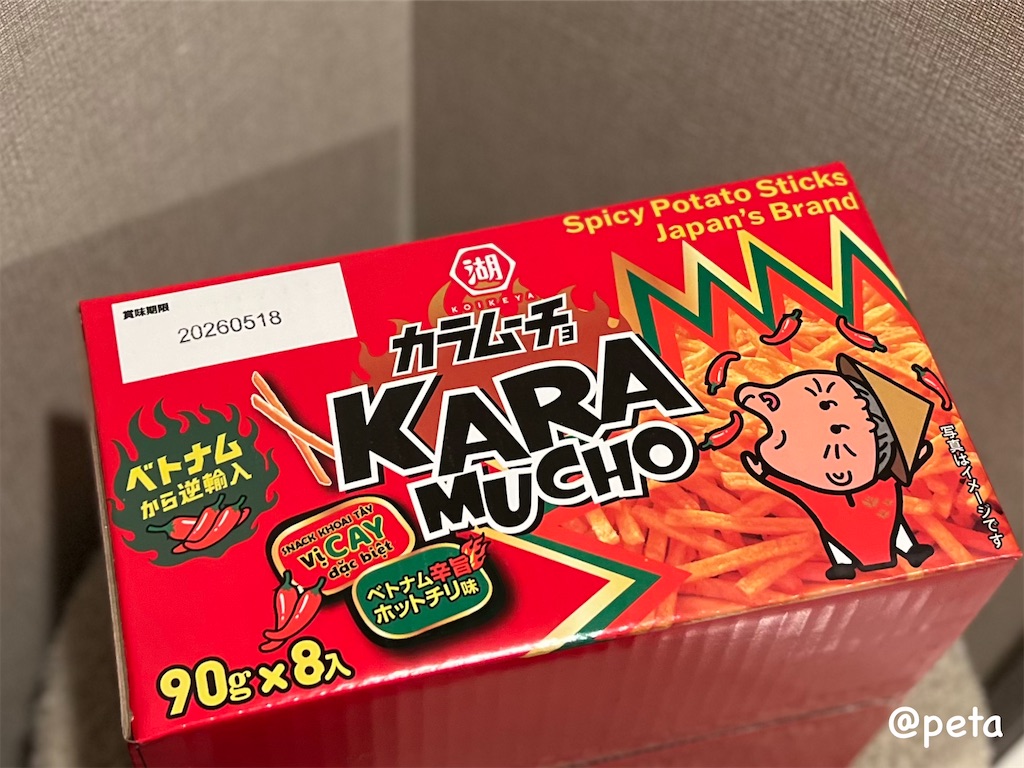 Spicy Potato Sticks
Japan's Brand
賞味期限
20260518
湖
KOIKEYA
カラムーチョ
KARA
MUCHO
ベトナム
から逆輸入
SNACK KHOAI TÂY
Vị CAY
đặc biệt
ベトナム辛旨
ホットチリ味
写真はイメージです
90g×8入
@peta